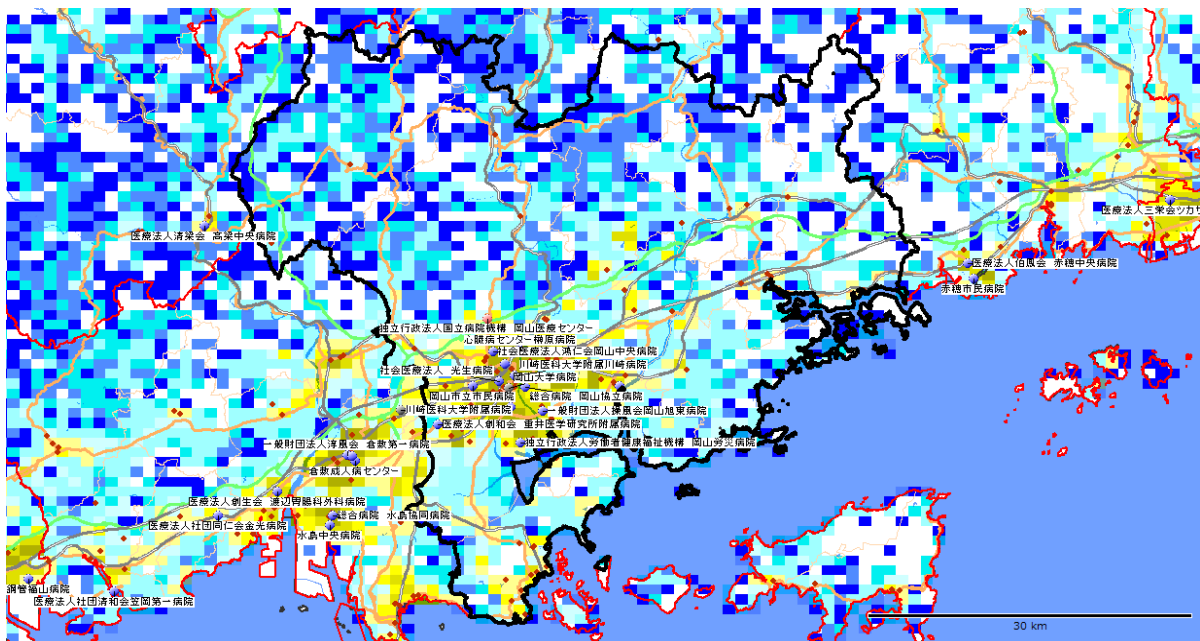 医療法人三栄会ツカサ
医療法人清梁会 高梁中央病院
医療法人伯鳳会 赤穂中央病院
赤穂市民病院
独立行政法人国立病院機構 岡山医療センター
心臓病センター榊原病院
社会医療法人鴻仁会岡山中央病院
川崎医科大学附属川崎病院
社会医療法人 光生病院
岡山大学病院
岡山市立市民病院
総合病院 岡山協立病院
川崎医科大学附属病院
一般財団法人操風会岡山旭東病院
医療法人創和会 重井医学研究所附属病院
一般財団法人淳風会 倉敷第一病院
独立行政法人労働者健康福祉機構 岡山労災病院
倉敷成人病センター
医療法人創生会 渡辺胃腸科外科病院
総合病院 水島協同病院
医療法人社団同仁会金光病院
水島中央病院
鋼管福山病院
医療法人社団清和会笠岡第一病院
30 km